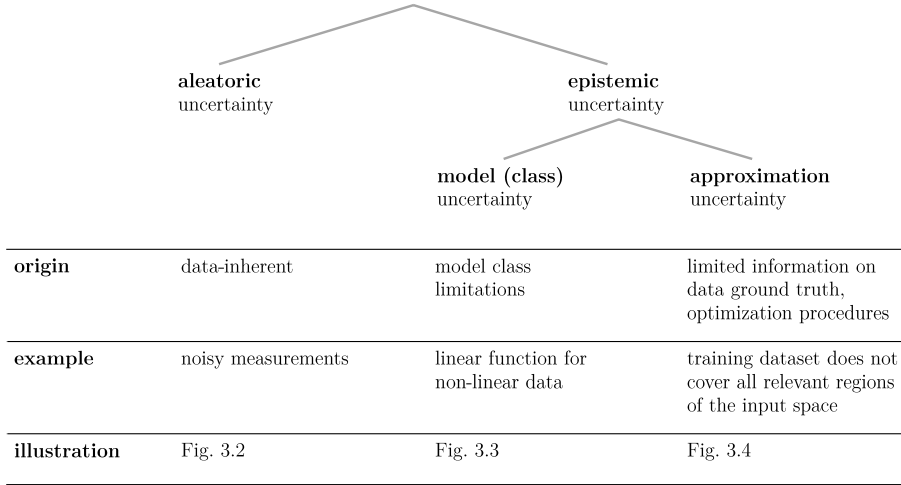 aleatoric
uncertainty
epistemic
uncertainty
model (class)
uncertainty
approximation
uncertainty
origin
data-inherent
model class
limitations
limited information on
data ground truth,
optimization procedures
example
noisy measurements
linear function for
non-linear data
training dataset does not
cover all relevant regions
of the input space
illustration
Fig. 3.2
Fig. 3.3
Fig. 3.4